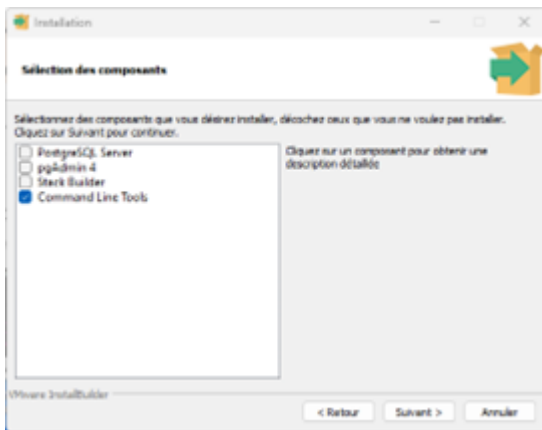 Installation
Sélection des composants
Sélectionnez des composants que vous désirez installer, décochez ceux que vous ne voulez pas installer.
Cliquez sur Suivant pour continuer.
PostgreSQL Server
pgAdmin 4
Stack Builder
Command Line Tools
Cliquez sur un composant pour obtenir une
description détaillée
VMware InstallBuilder
< Retour
Suivant >
Annuler